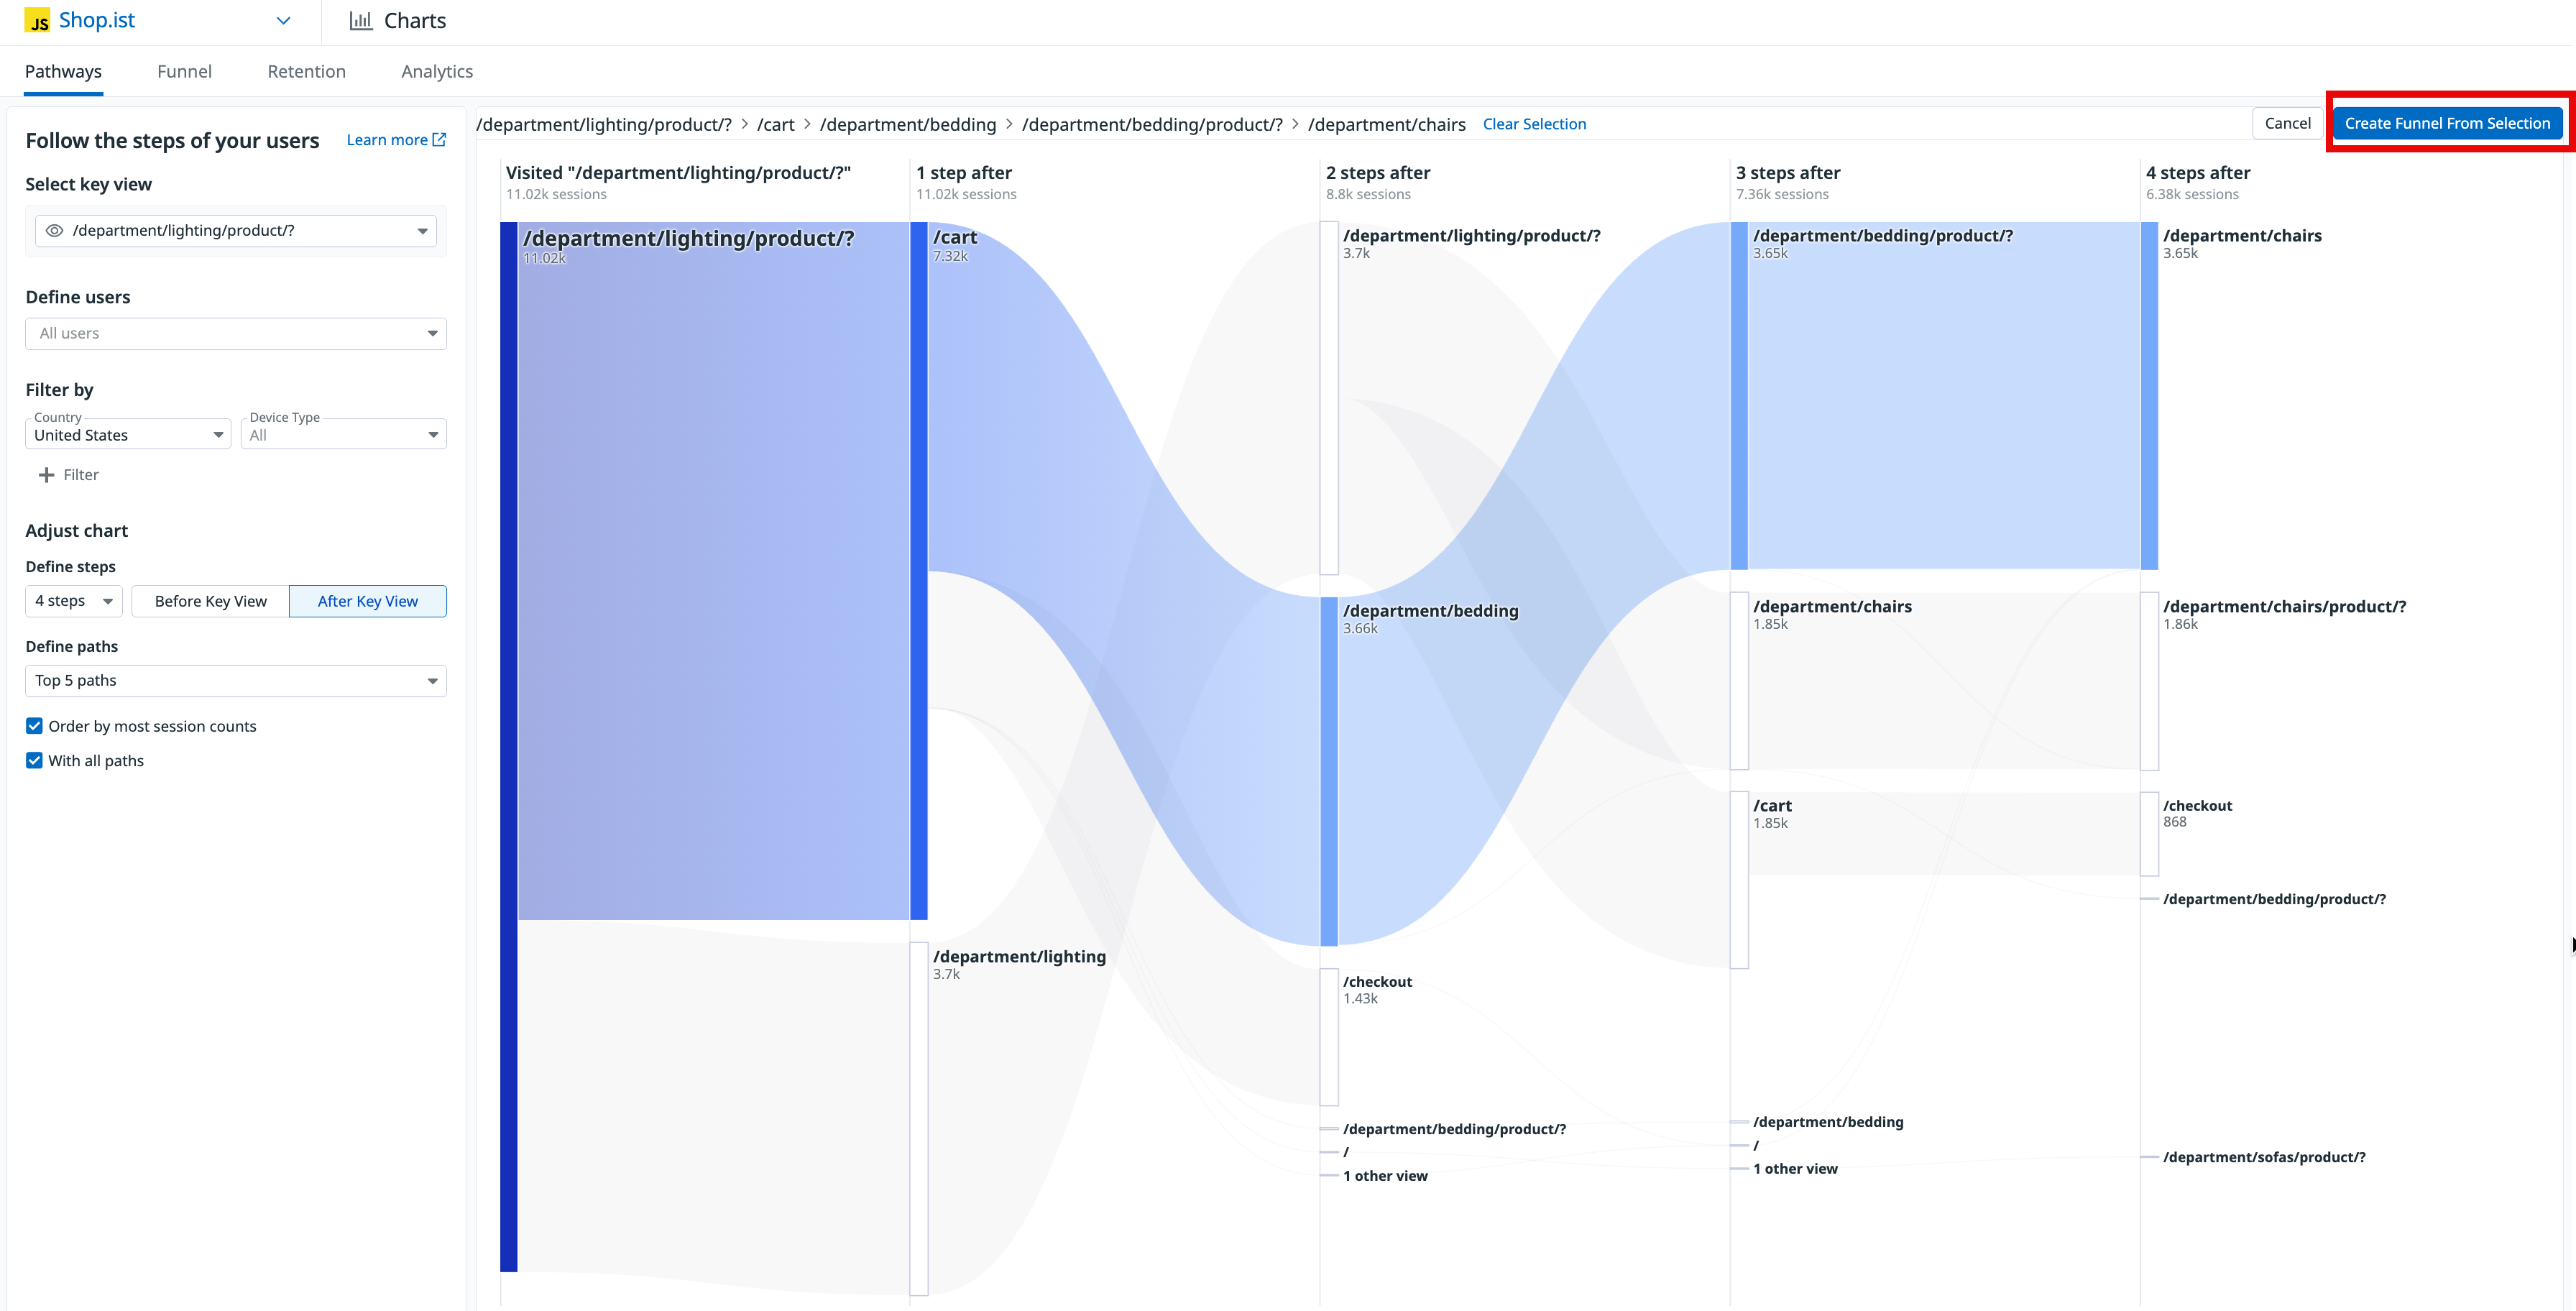 JS Shop.ist
Charts
Pathways Funnel Retention Analytics
Follow the steps of your users Learn more
Select key view
/department/lighting/product/?
Define users
All users
Filter by
Country Device Type
United States All
Filter
Adjust chart
Define steps
4 steps Before Key View After Key View
Define paths
Top 5 paths
Order by most session counts
With all paths
/department/lighting/product/? > /cart > /department/bedding > /department/bedding/product/? > /department/chairs Clear Selection
Cancel Create Funnel From Selection
Visited "/department/lighting/product/?"
11.02k sessions
/department/lighting/product/?
11.02k
1 step after
11.02k sessions
/cart
7.32k
/department/lighting
3.7k
2 steps after
8.8k sessions
/department/lighting/product/?
3.7k
/department/bedding
3.66k
/checkout
1.43k
/department/bedding/product/?
/
1 other view
3 steps after
7.36k sessions
/department/bedding/product/?
3.65k
/department/chairs
1.85k
/cart
1.85k
/department/bedding
/
1 other view
4 steps after
6.38k sessions
/department/chairs
3.65k
/department/chairs/product/?
1.86k
/checkout
868
/department/bedding/product/?
/department/sofas/product/?